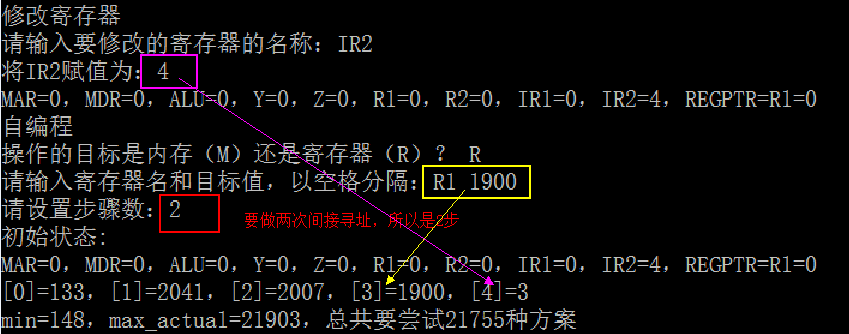 修改寄存器
请输入要修改的寄存器的名称：IR2
将IR2赋值为：4
MAR=0，MDR=0，ALU=0，Y=0，Z=0，R1=0，R2=0，IR1=0，IR2=4，REGPTR=R1=0
自编程
操作的目标是内存（M）还是寄存器（R）？ R
请输入寄存器名和目标值，以空格分隔：R1 1900
请设置步骤数：2
要做两次间接寻址，所以是2步
初始状态:
MAR=0，MDR=0，ALU=0，Y=0，Z=0，R1=0，R2=0，IR1=0，IR2=4，REGPTR=R1=0
[0]=133，[1]=2041，[2]=2007，[3]=1900，[4]=3
min=148，max_actual=21903，总共要尝试21755种方案